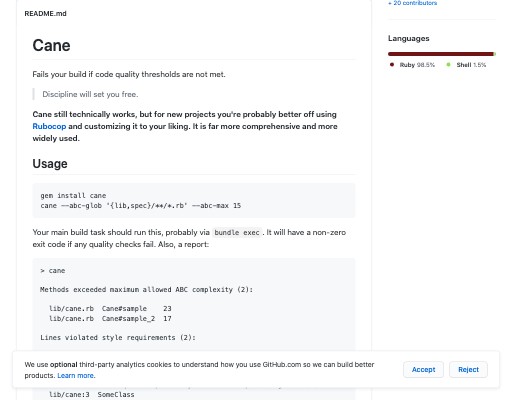 + 20 contributors
README.md
Languages
Ruby 98.5% Shell 1.5%
Cane
Fails your build if code quality thresholds are not met.
Discipline will set you free.
Cane still technically works, but for new projects you're probably better off using
Rubocop and customizing it to your liking. It is far more comprehensive and more
widely used.
Usage
gem install cane
cane --abc-glob '{lib,spec}/**/*.rb' --abc-max 15
Your main build task should run this, probably via bundle exec. It will have a non-zero
exit code if any quality checks fail. Also, a report:
> cane
Methods exceeded maximum allowed ABC complexity (2):
lib/cane.rb Cane#sample 23
lib/cane.rb Cane#sample_2 17
Lines violated style requirements (2):
We use optional third-party analytics cookies to understand how you use GitHub.com so we can build better
products. Learn more.
Accept Reject
lib/cane:3 SomeClass